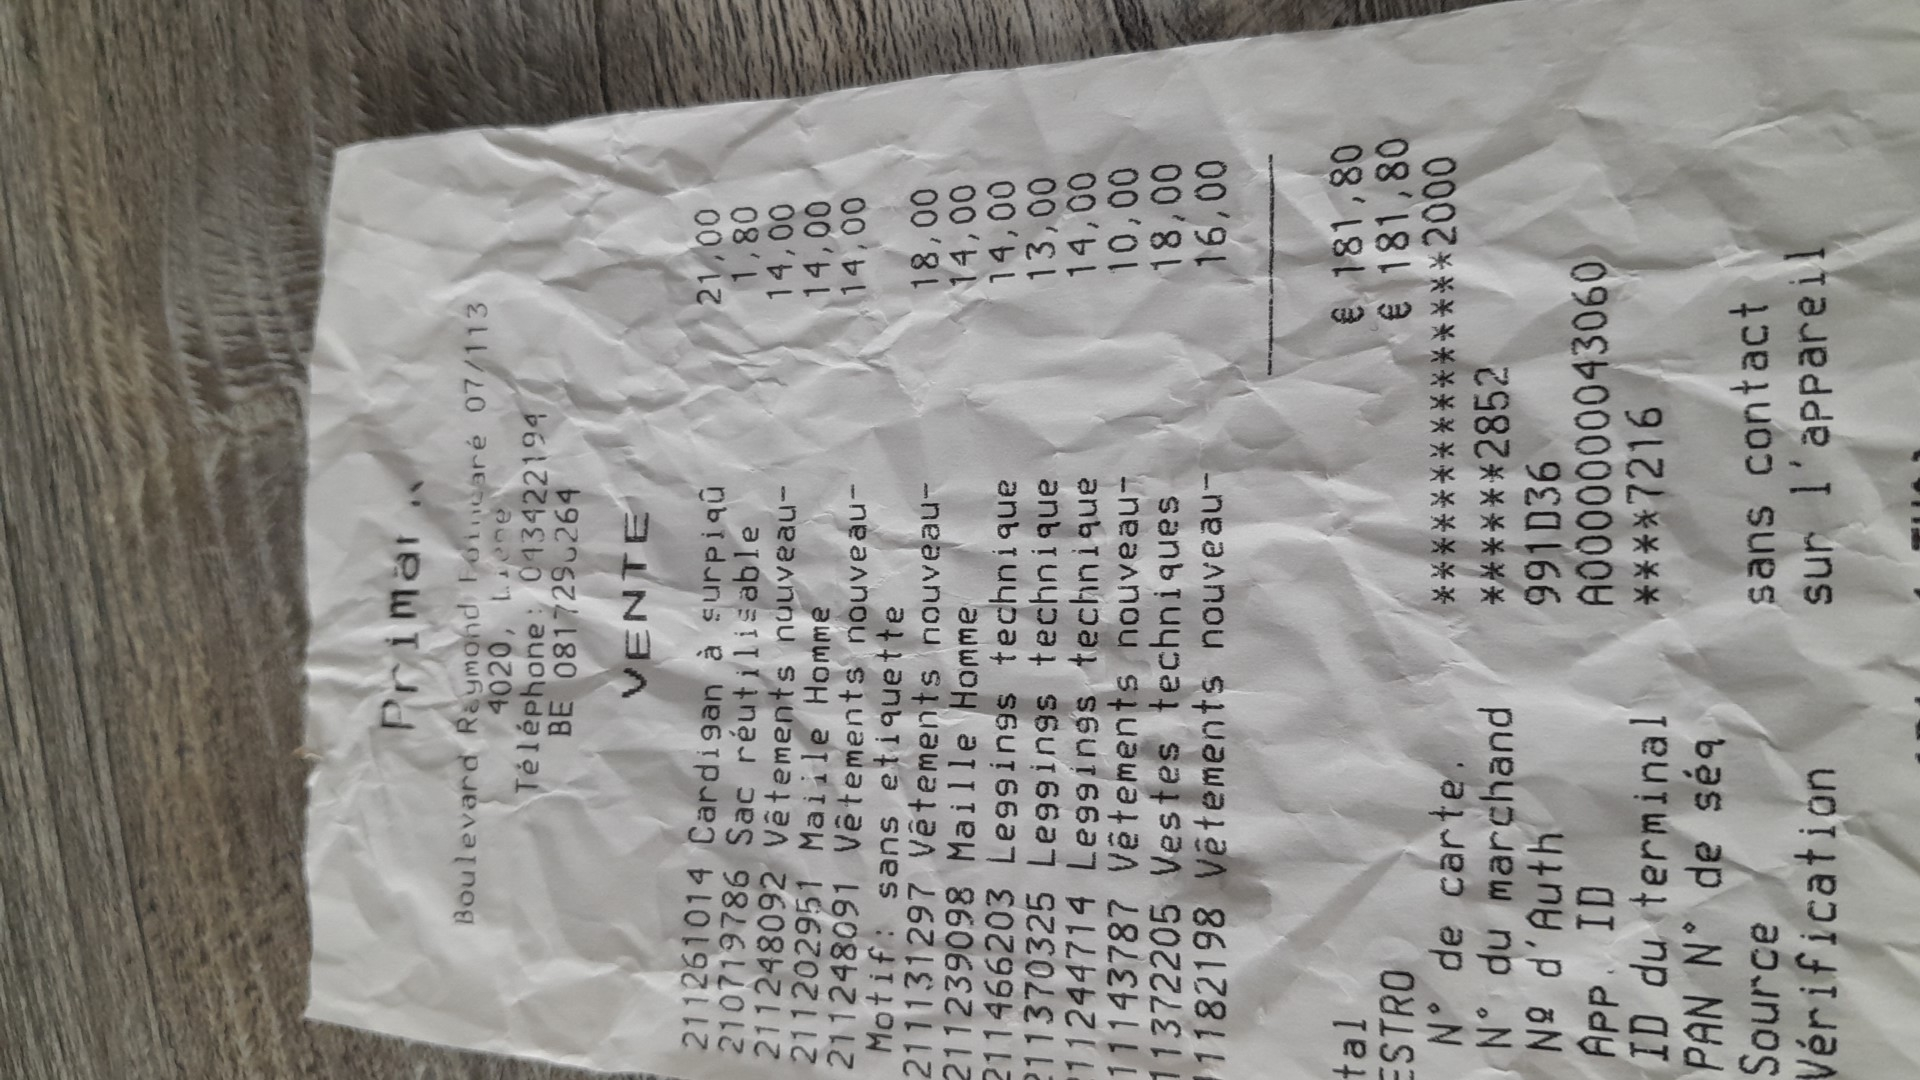 Primar
Boulevard Raymond Poincaré 07/113
4020, Liège
Téléphone: 043422194
BE 0817290264
VENTE
211261014 Cardigan à surpiqû 21,00
210719786 Sac réutilisable 1,80
211248092 Vêtements nouveau- 14,00
211202951 Maille Homme 14,00
211248091 Vêtements nouveau- 14,00
Motif: sans etiquette
211131297 Vêtements nouveau- 18,00
211239098 Maille Homme 14,00
211466203 Leggings technique 14,00
211370325 Leggings technique 13,00
11244714 Leggings technique 14,00
11143787 Vêtements nouveau- 10,00
11372205 Vestes techniques 18,00
1182198 Vêtements nouveau- 16,00
tal € 181,80
ESTRO € 181,80
N° de carte. ******************2000
N° du marchand ******2852
Nº d'Auth 991D36
APP. ID A0000000043060
ID du terminal ****7216
PAN N° de séq
Source sans contact
Vérification sur l'appareil